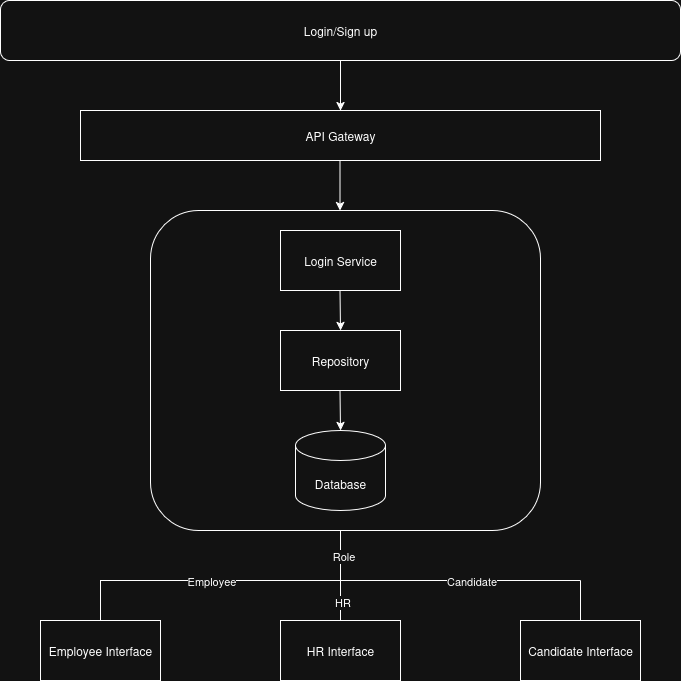 Login/Sign up
API Gateway
Login Service
Repository
Database
Role
Employee
Candidate
HR
Employee Interface
HR Interface
Candidate Interface